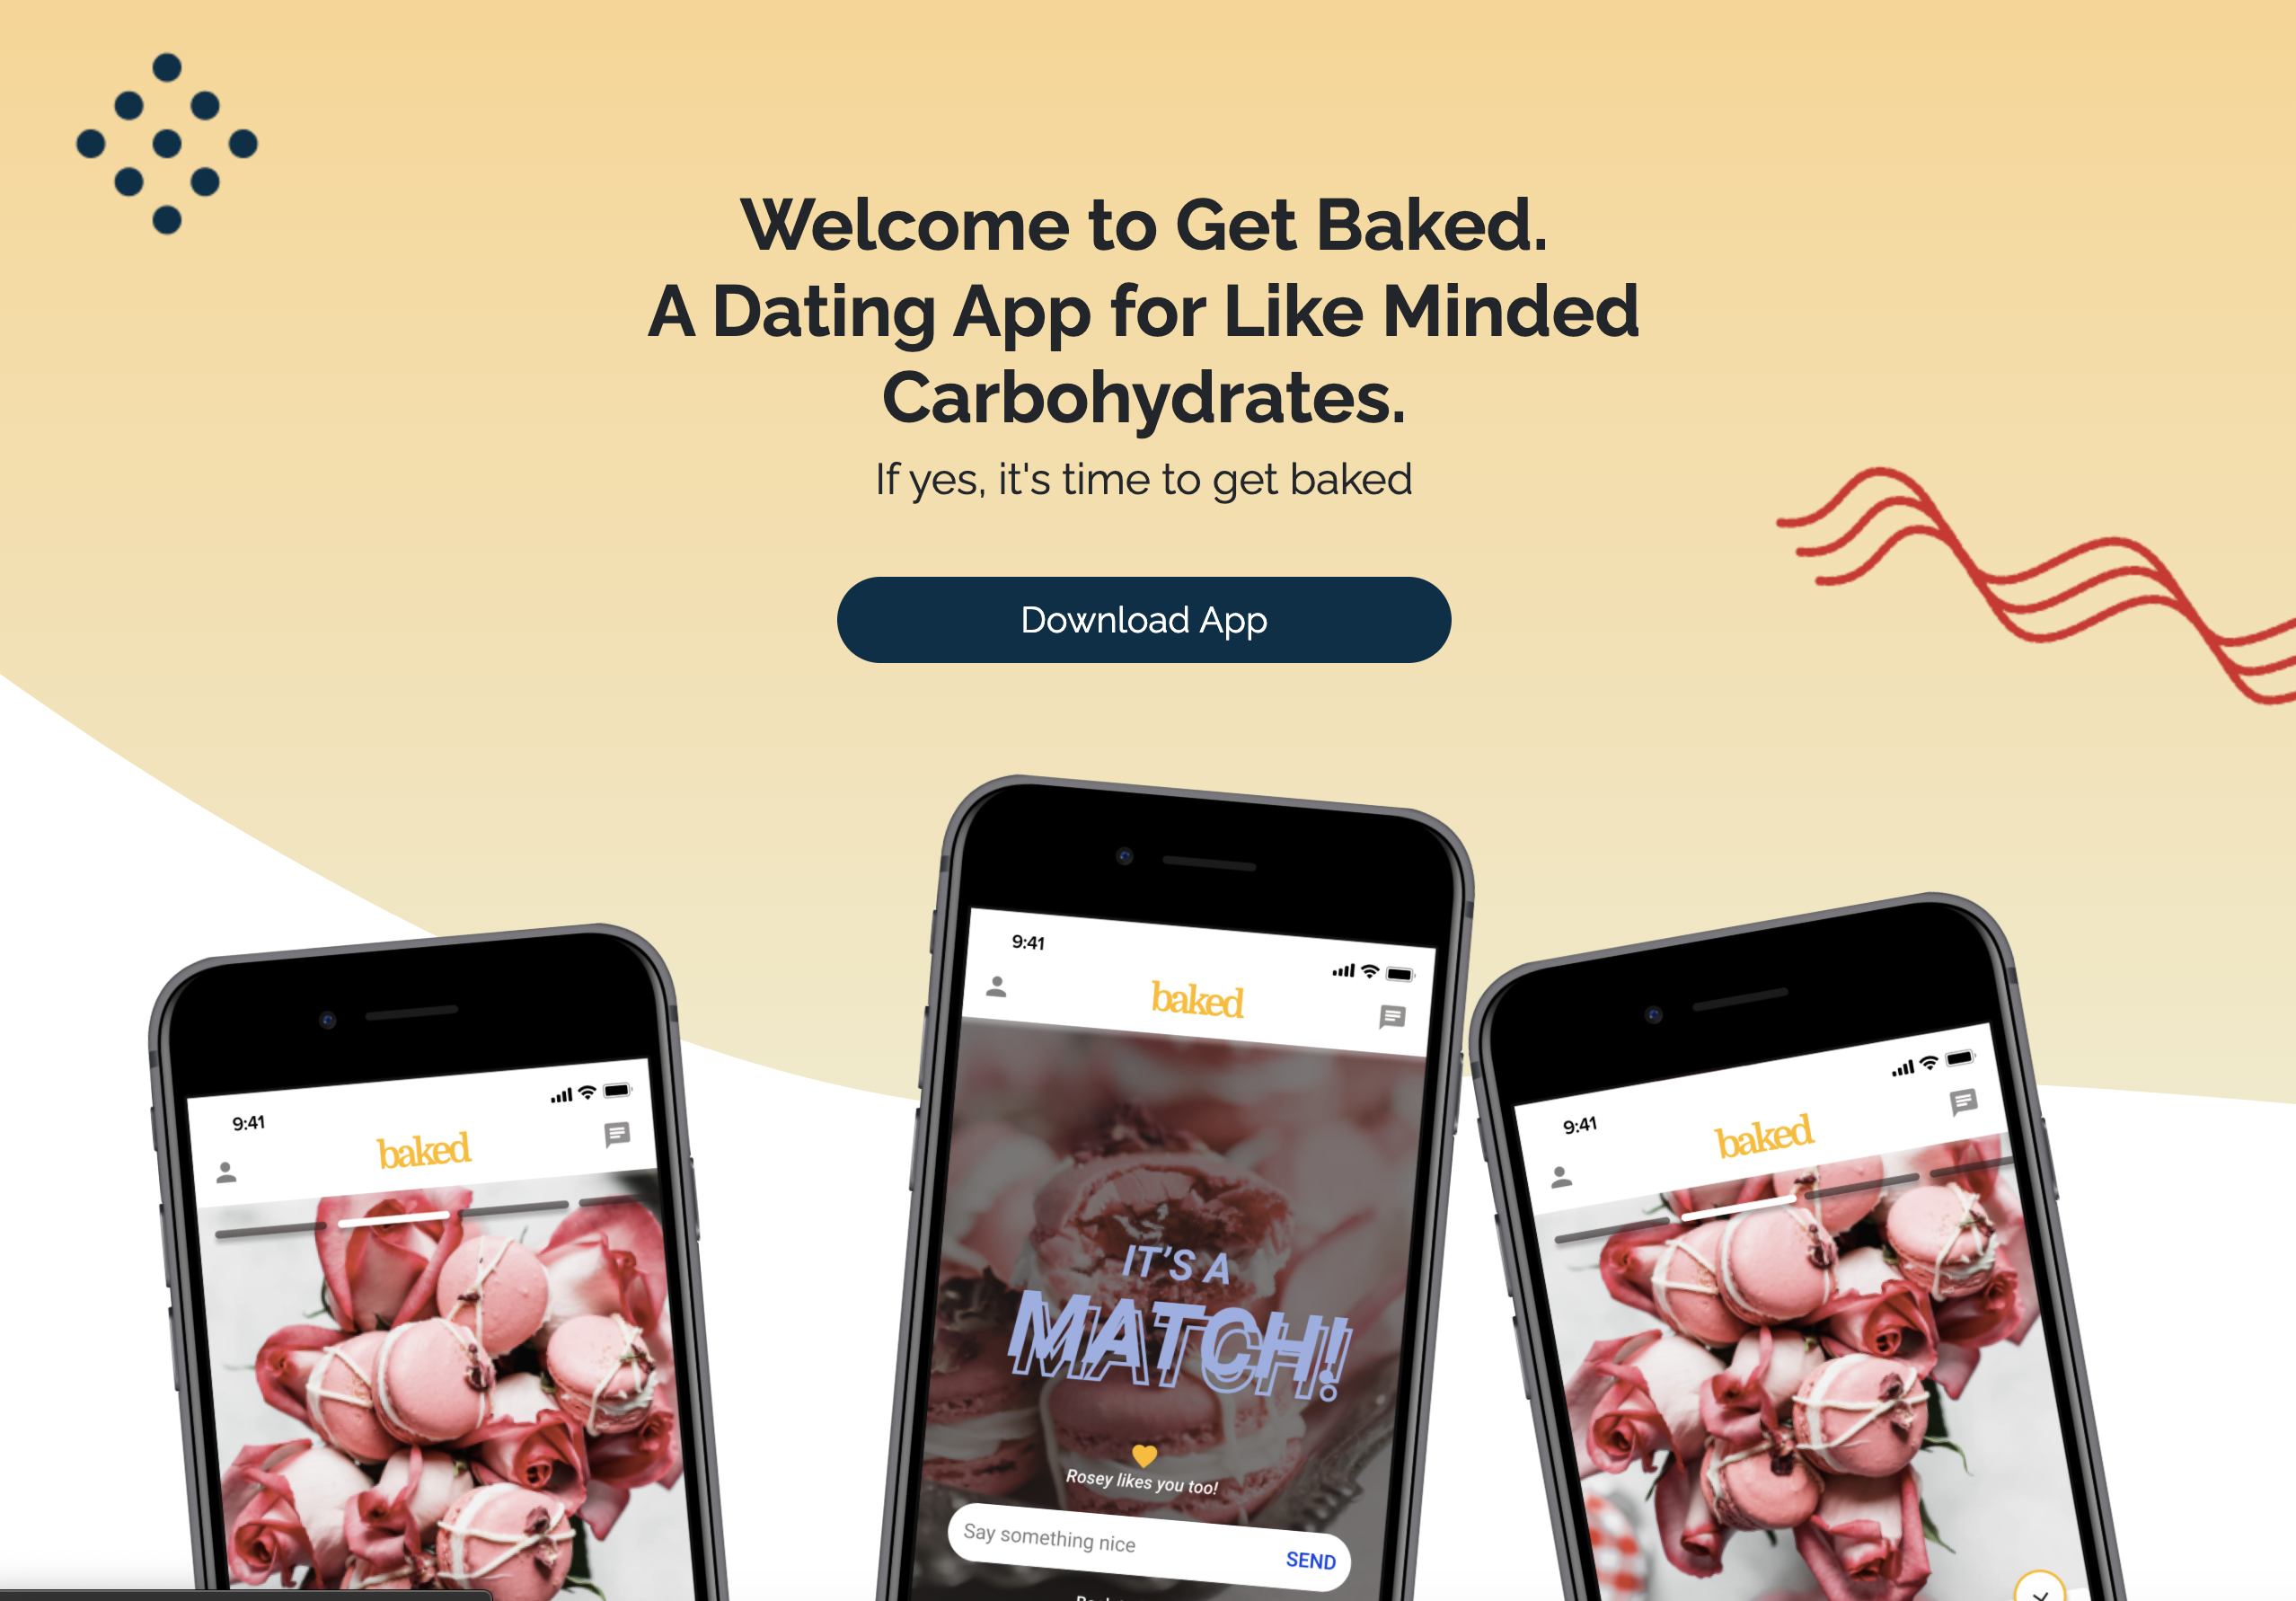 Welcome to Get Baked.
A Dating App for Like Minded
Carbohydrates.
If yes, it's time to get baked
Download App
9:41
baked
9:41
baked
IT'S A
MATCH!
Rosey likes you too!
Say something nice
SEND
9:41
baked